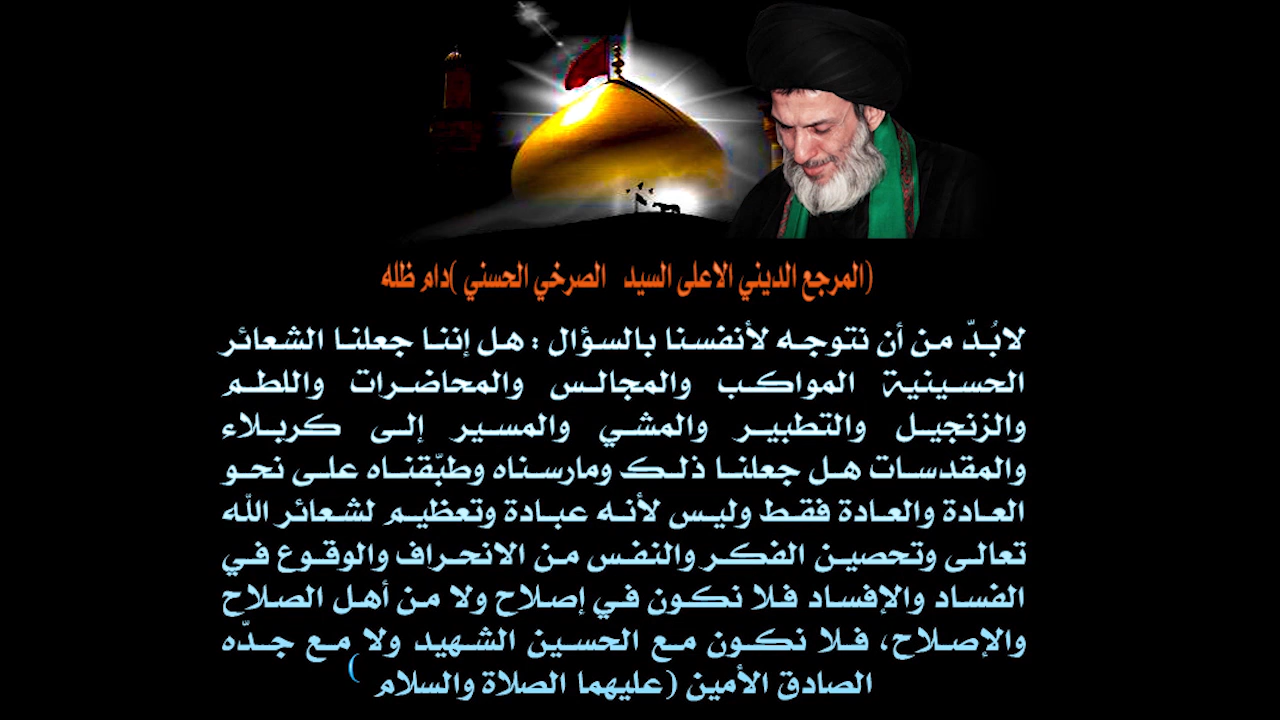 (المرجع الديني الاعلى السيد الصرخي الحسني )دام ظله
لابُدّ من أن نتوجه لأنفسنا بالسؤال : هل إننا جعلنا الشعائر
الحسينية المواكب والمجالس والمحاضرات واللطم
والزنجيل والتطبير والمشي والمسير إلى كربلاء
والمقدسات هل جعلنا ذلك ومارسناه وطبّقناه على نحو
العادة والعادة فقط وليس لأنه عبادة وتعظيم لشعائر الله
تعالى وتحصين الفكر والنفس من الانحراف والوقوع في
الفساد والإفساد فلا نكون في إصلاح ولا من أهل الصلاح
والإصلاح، فلا نكون مع الحسين الشهيد ولا مع جدّه
الصادق الأمين (عليهما الصلاة والسلام )